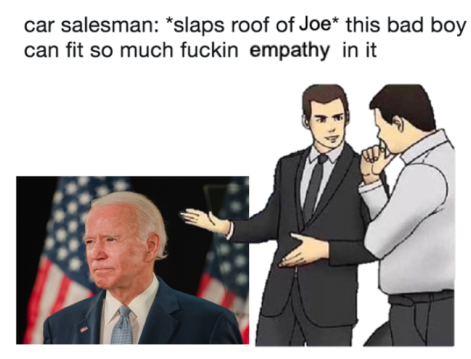 car salesman: *slaps roof of Joe* this bad boy
can fit so much fuckin empathy in it